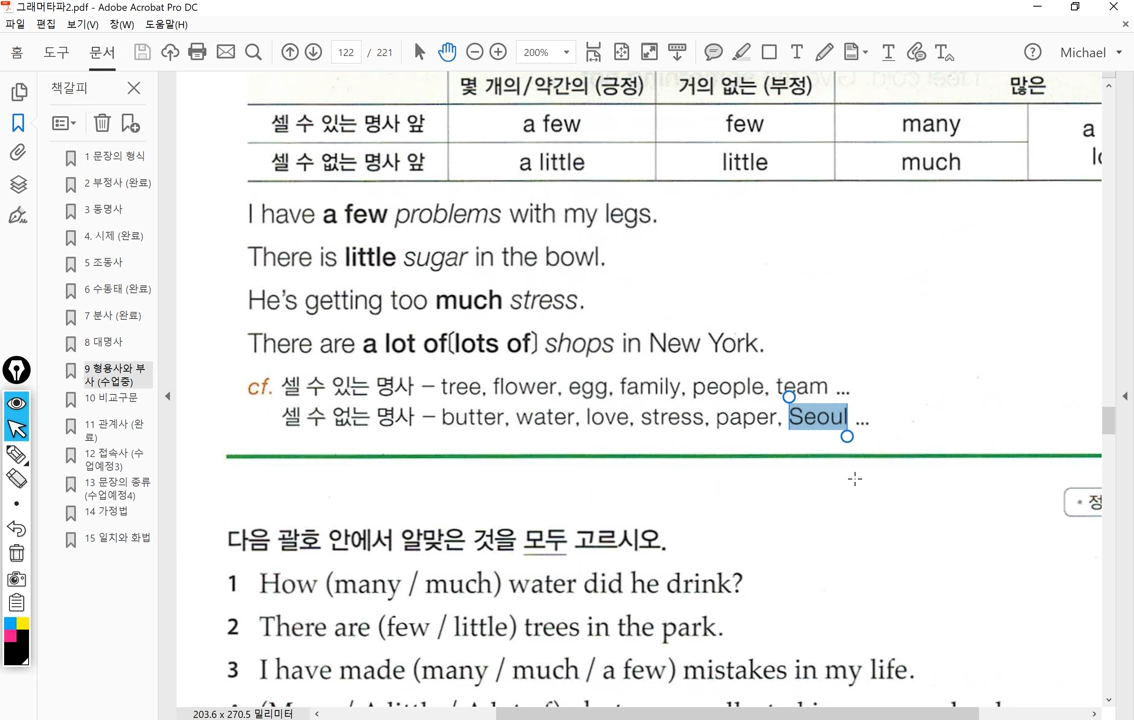 그래머타파2.pdf - Adobe Acrobat Pro DC
파일 편집 보기(V) 창(W) 도움말(H)
홈 도구 문서 122 / 221 200% Michael
책갈피
1 문장의 형식
2 부정사 (완료)
3 동명사
4. 시제 (완료)
5 조동사
6 수동태 (완료)
7 분사 (완료)
8 대명사
9 형용사와 부
사 (수업중)
10 비교구문
11 관계사 (완
료)
12 접속사 (수
업예정3)
13 문장의 종류
(수업예정4)
14 가정법
15 일치와 화법
몇 개의/약간의 (긍정) 거의 없는 (부정) 많은
셀 수 있는 명사 앞 a few few many a
셀 수 없는 명사 앞 a little little much
I have a few problems with my legs.
There is little sugar in the bowl.
He's getting too much stress.
There are a lot of(lots of) shops in New York.
cf. 셀 수 있는 명사 – tree, flower, egg, family, people, team ...
셀 수 없는 명사 – butter, water, love, stress, paper, Seoul ...
• 정
다음 괄호 안에서 알맞은 것을 모두 고르시오.
1 How (many / much) water did he drink?
2 There are (few / little) trees in the park.
3 I have made (many / much / a few) mistakes in my life.
203.6 x 270.5 밀리미터